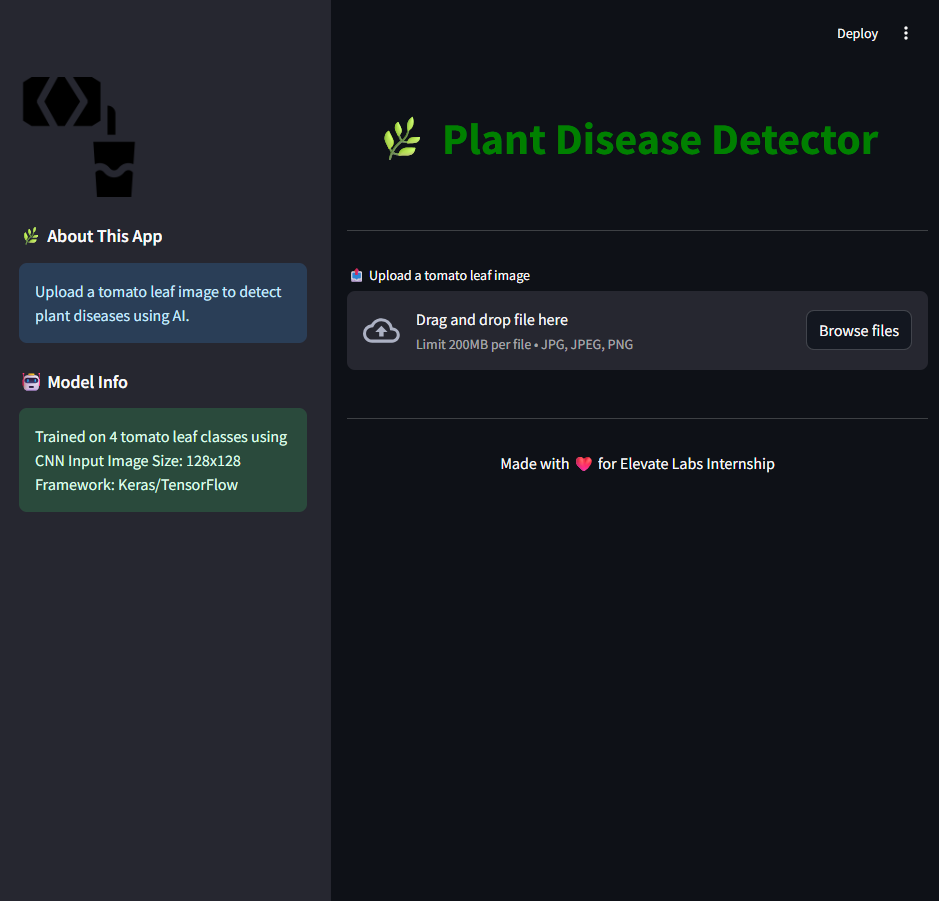 Deploy
🌿 Plant Disease Detector
🌿 About This App
Upload a tomato leaf image to detect
plant diseases using AI.
🤖 Model Info
Trained on 4 tomato leaf classes using
CNN Input Image Size: 128x128
Framework: Keras/TensorFlow
📤 Upload a tomato leaf image
Drag and drop file here
Limit 200MB per file • JPG, JPEG, PNG
Browse files
Made with ❤️ for Elevate Labs Internship